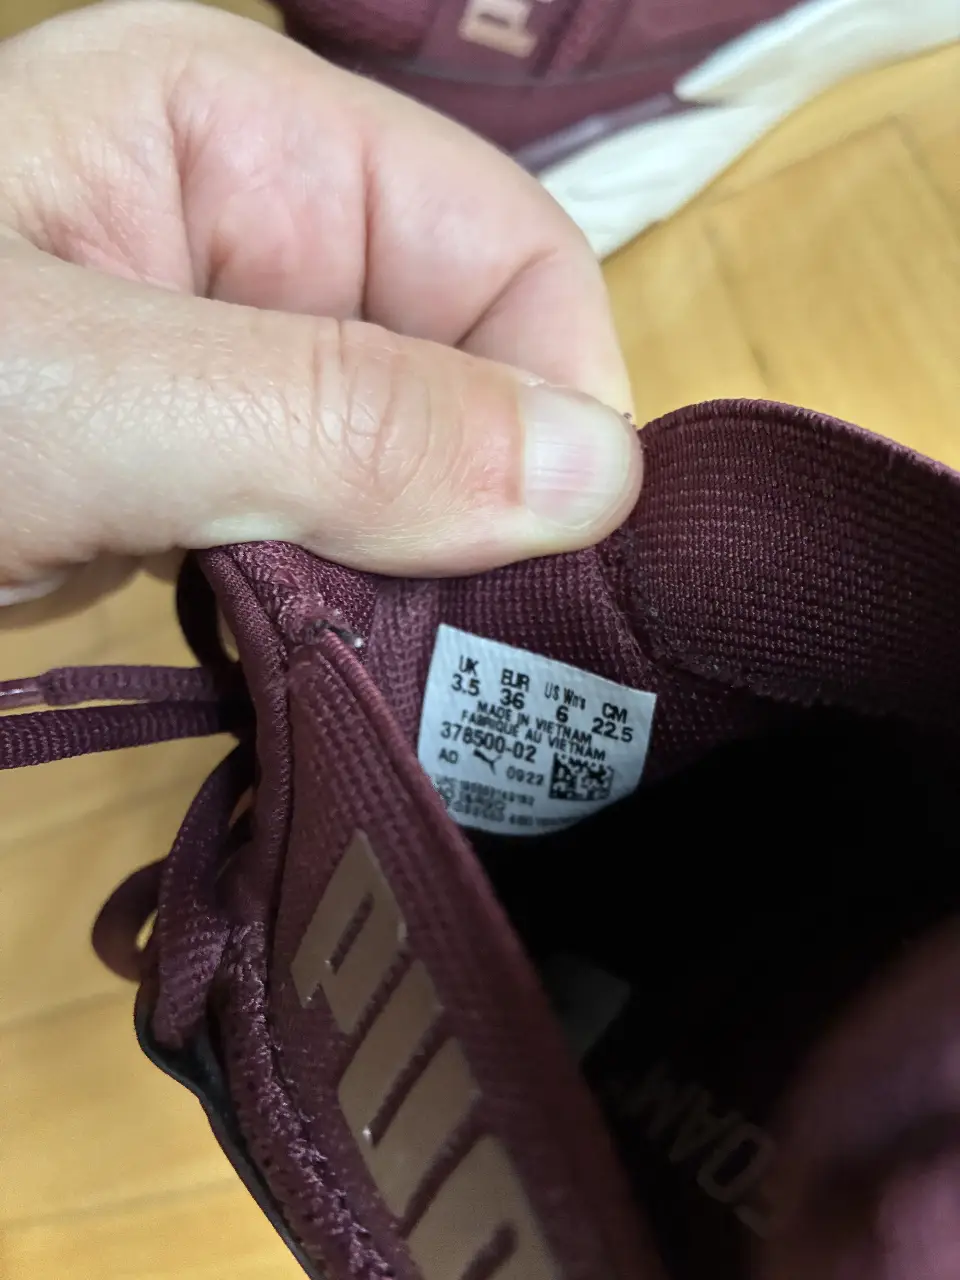 UK EUR US Wn's CM
3.5 36 6 22.5
MADE IN VIETNAM
FABRIQUE AU VIETNAM
378500-02
AD 0922
FOAM